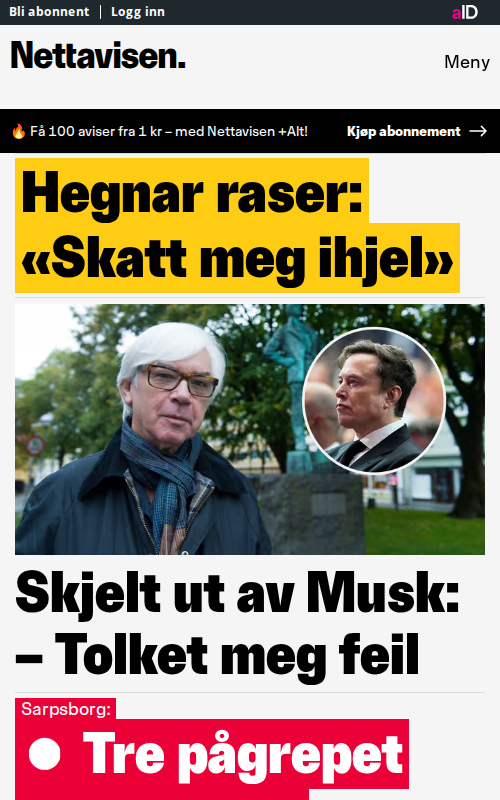 Bli abonnent | Logg inn
aID
Nettavisen.
Meny
🔥 Få 100 aviser fra 1 kr – med Nettavisen +Alt!
Kjøp abonnement →
Hegnar raser:
«Skatt meg ihjel»
Skjelt ut av Musk:
– Tolket meg feil
Sarpsborg:
● Tre pågrepet